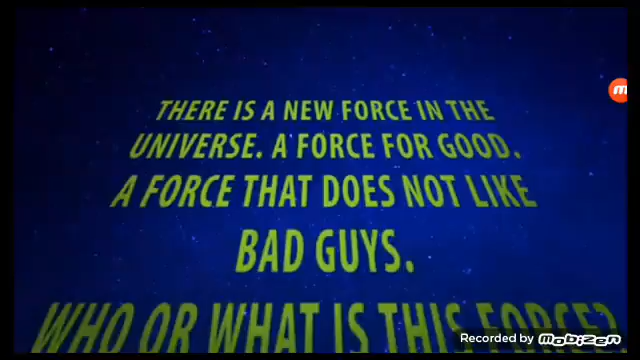 THERE IS A NEW FORCE IN THE
UNIVERSE. A FORCE FOR GOOD.
A FORCE THAT DOES NOT LIKE
BAD GUYS.
WHO OR WHAT IS THIS FORCE?
Recorded by mobizen
m